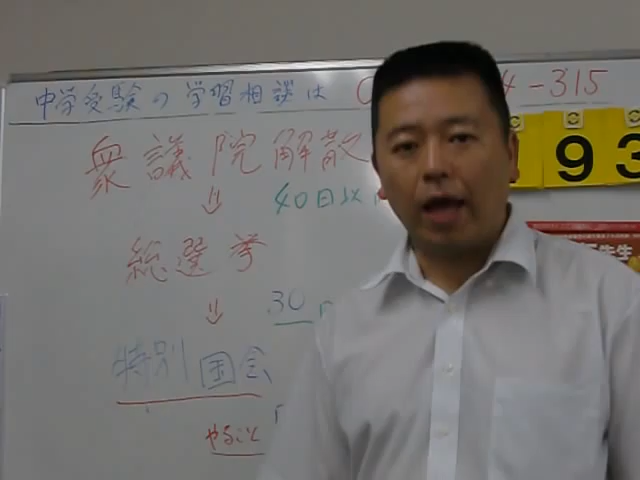 中学受験の学習相談は 0 4-315
衆議院解散
⇓ 40日以
総選挙
⇓ 30
特別国会
やること
93